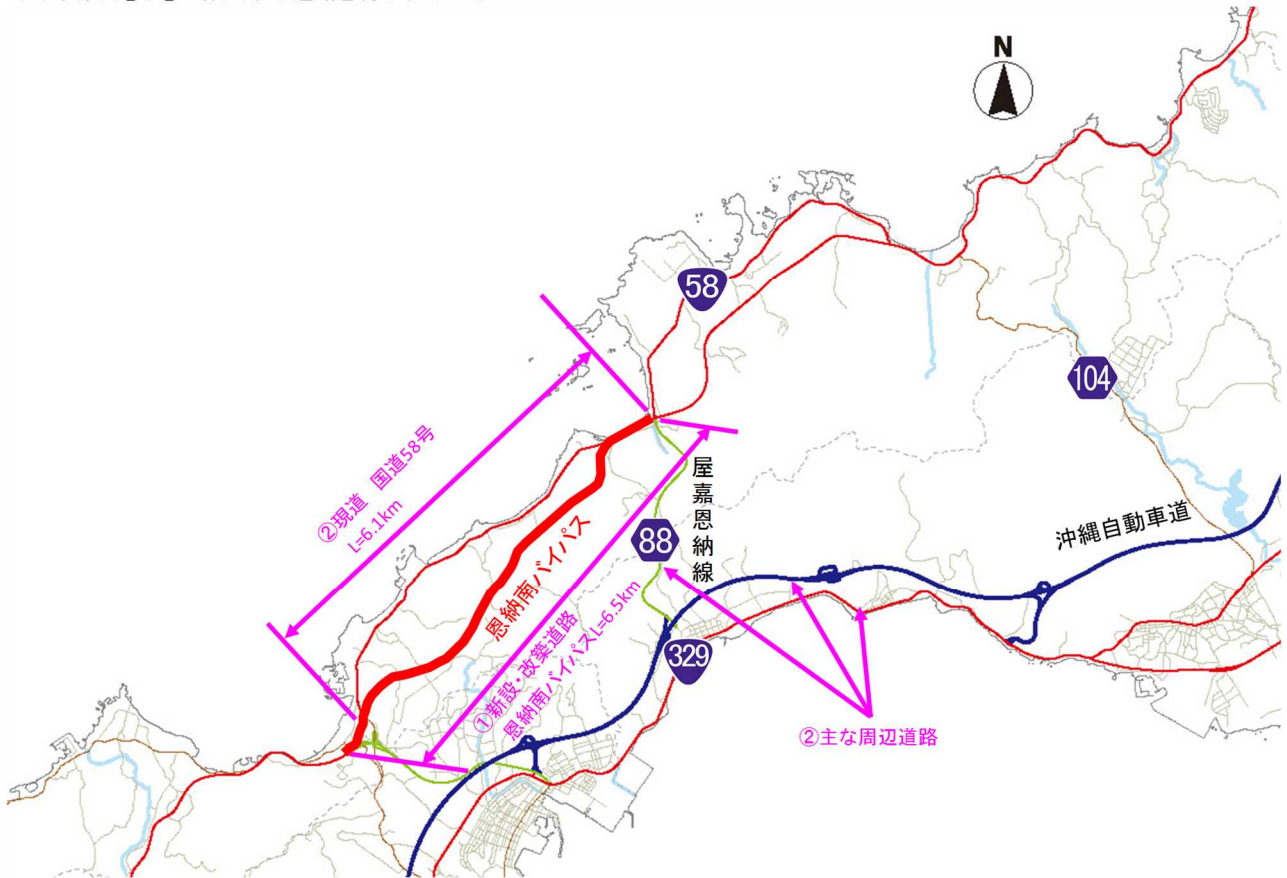 N
58
104
②現道 国道58号
L=6.1km
屋嘉恩納線
88
沖縄自動車道
恩納南バイパス
①新設・改築道路
恩納南バイパスL=6.5km
329
②主な周辺道路